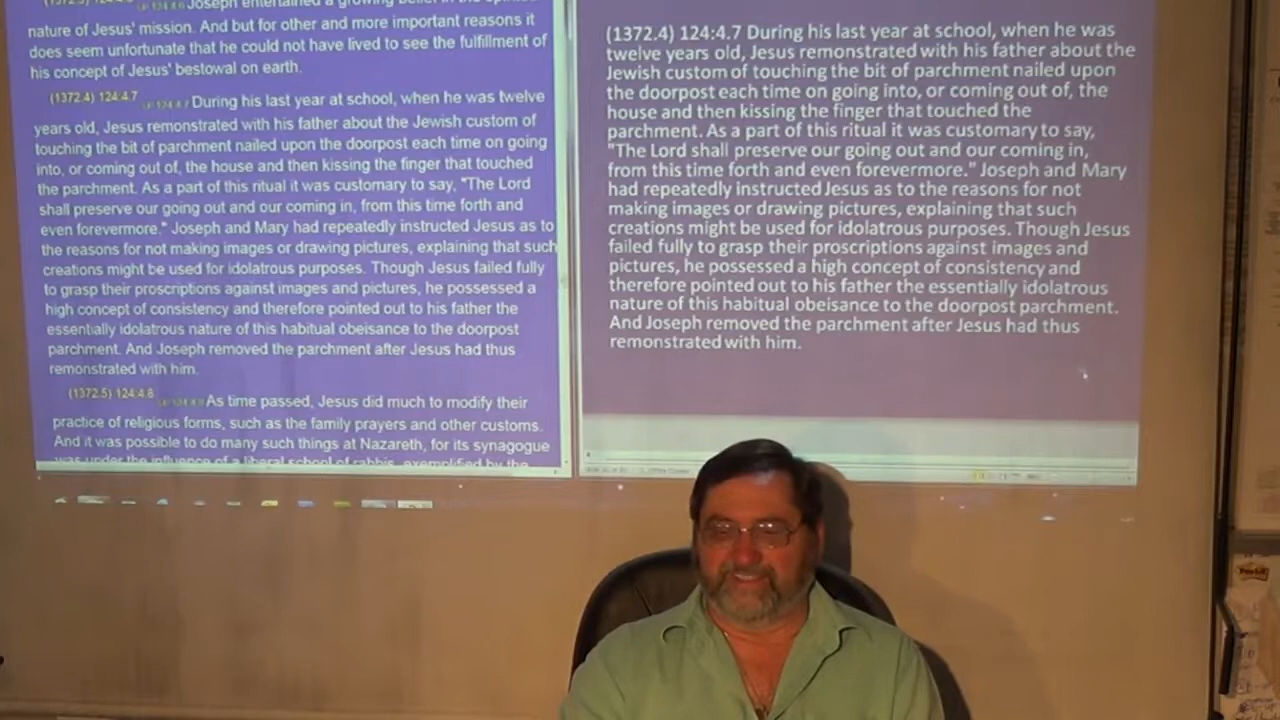 Joseph entertained a growing belief in the
nature of Jesus' mission. And but for other and more important reasons it
does seem unfortunate that he could not have lived to see the fulfillment of
his concept of Jesus' bestowal on earth.
(1372.4) 124:4.7 During his last year at school, when he was twelve
years old, Jesus remonstrated with his father about the Jewish custom of
touching the bit of parchment nailed upon the doorpost each time on going
into, or coming out of, the house and then kissing the finger that touched
the parchment. As a part of this ritual it was customary to say, "The Lord
shall preserve our going out and our coming in, from this time forth and
even forevermore." Joseph and Mary had repeatedly instructed Jesus as to
the reasons for not making images or drawing pictures, explaining that such
creations might be used for idolatrous purposes. Though Jesus failed fully
to grasp their proscriptions against images and pictures, he possessed a
high concept of consistency and therefore pointed out to his father the
essentially idolatrous nature of this habitual obeisance to the doorpost
parchment. And Joseph removed the parchment after Jesus had thus
remonstrated with him.
(1372.5) 124:4.8 As time passed, Jesus did much to modify their
practice of religious forms, such as the family prayers and other customs.
And it was possible to do many such things at Nazareth, for its synagogue
was under the influence of a liberal school of rabbis, exemplified by the
(1372.4) 124:4.7 During his last year at school, when he was
twelve years old, Jesus remonstrated with his father about the
Jewish custom of touching the bit of parchment nailed upon
the doorpost each time on going into, or coming out of, the
house and then kissing the finger that touched the
parchment. As a part of this ritual it was customary to say,
"The Lord shall preserve our going out and our coming in,
from this time forth and even forevermore." Joseph and Mary
had repeatedly instructed Jesus as to the reasons for not
making images or drawing pictures, explaining that such
creations might be used for idolatrous purposes. Though Jesus
failed fully to grasp their proscriptions against images and
pictures, he possessed a high concept of consistency and
therefore pointed out to his father the essentially idolatrous
nature of this habitual obeisance to the doorpost parchment.
And Joseph removed the parchment after Jesus had thus
remonstrated with him.
Post-it